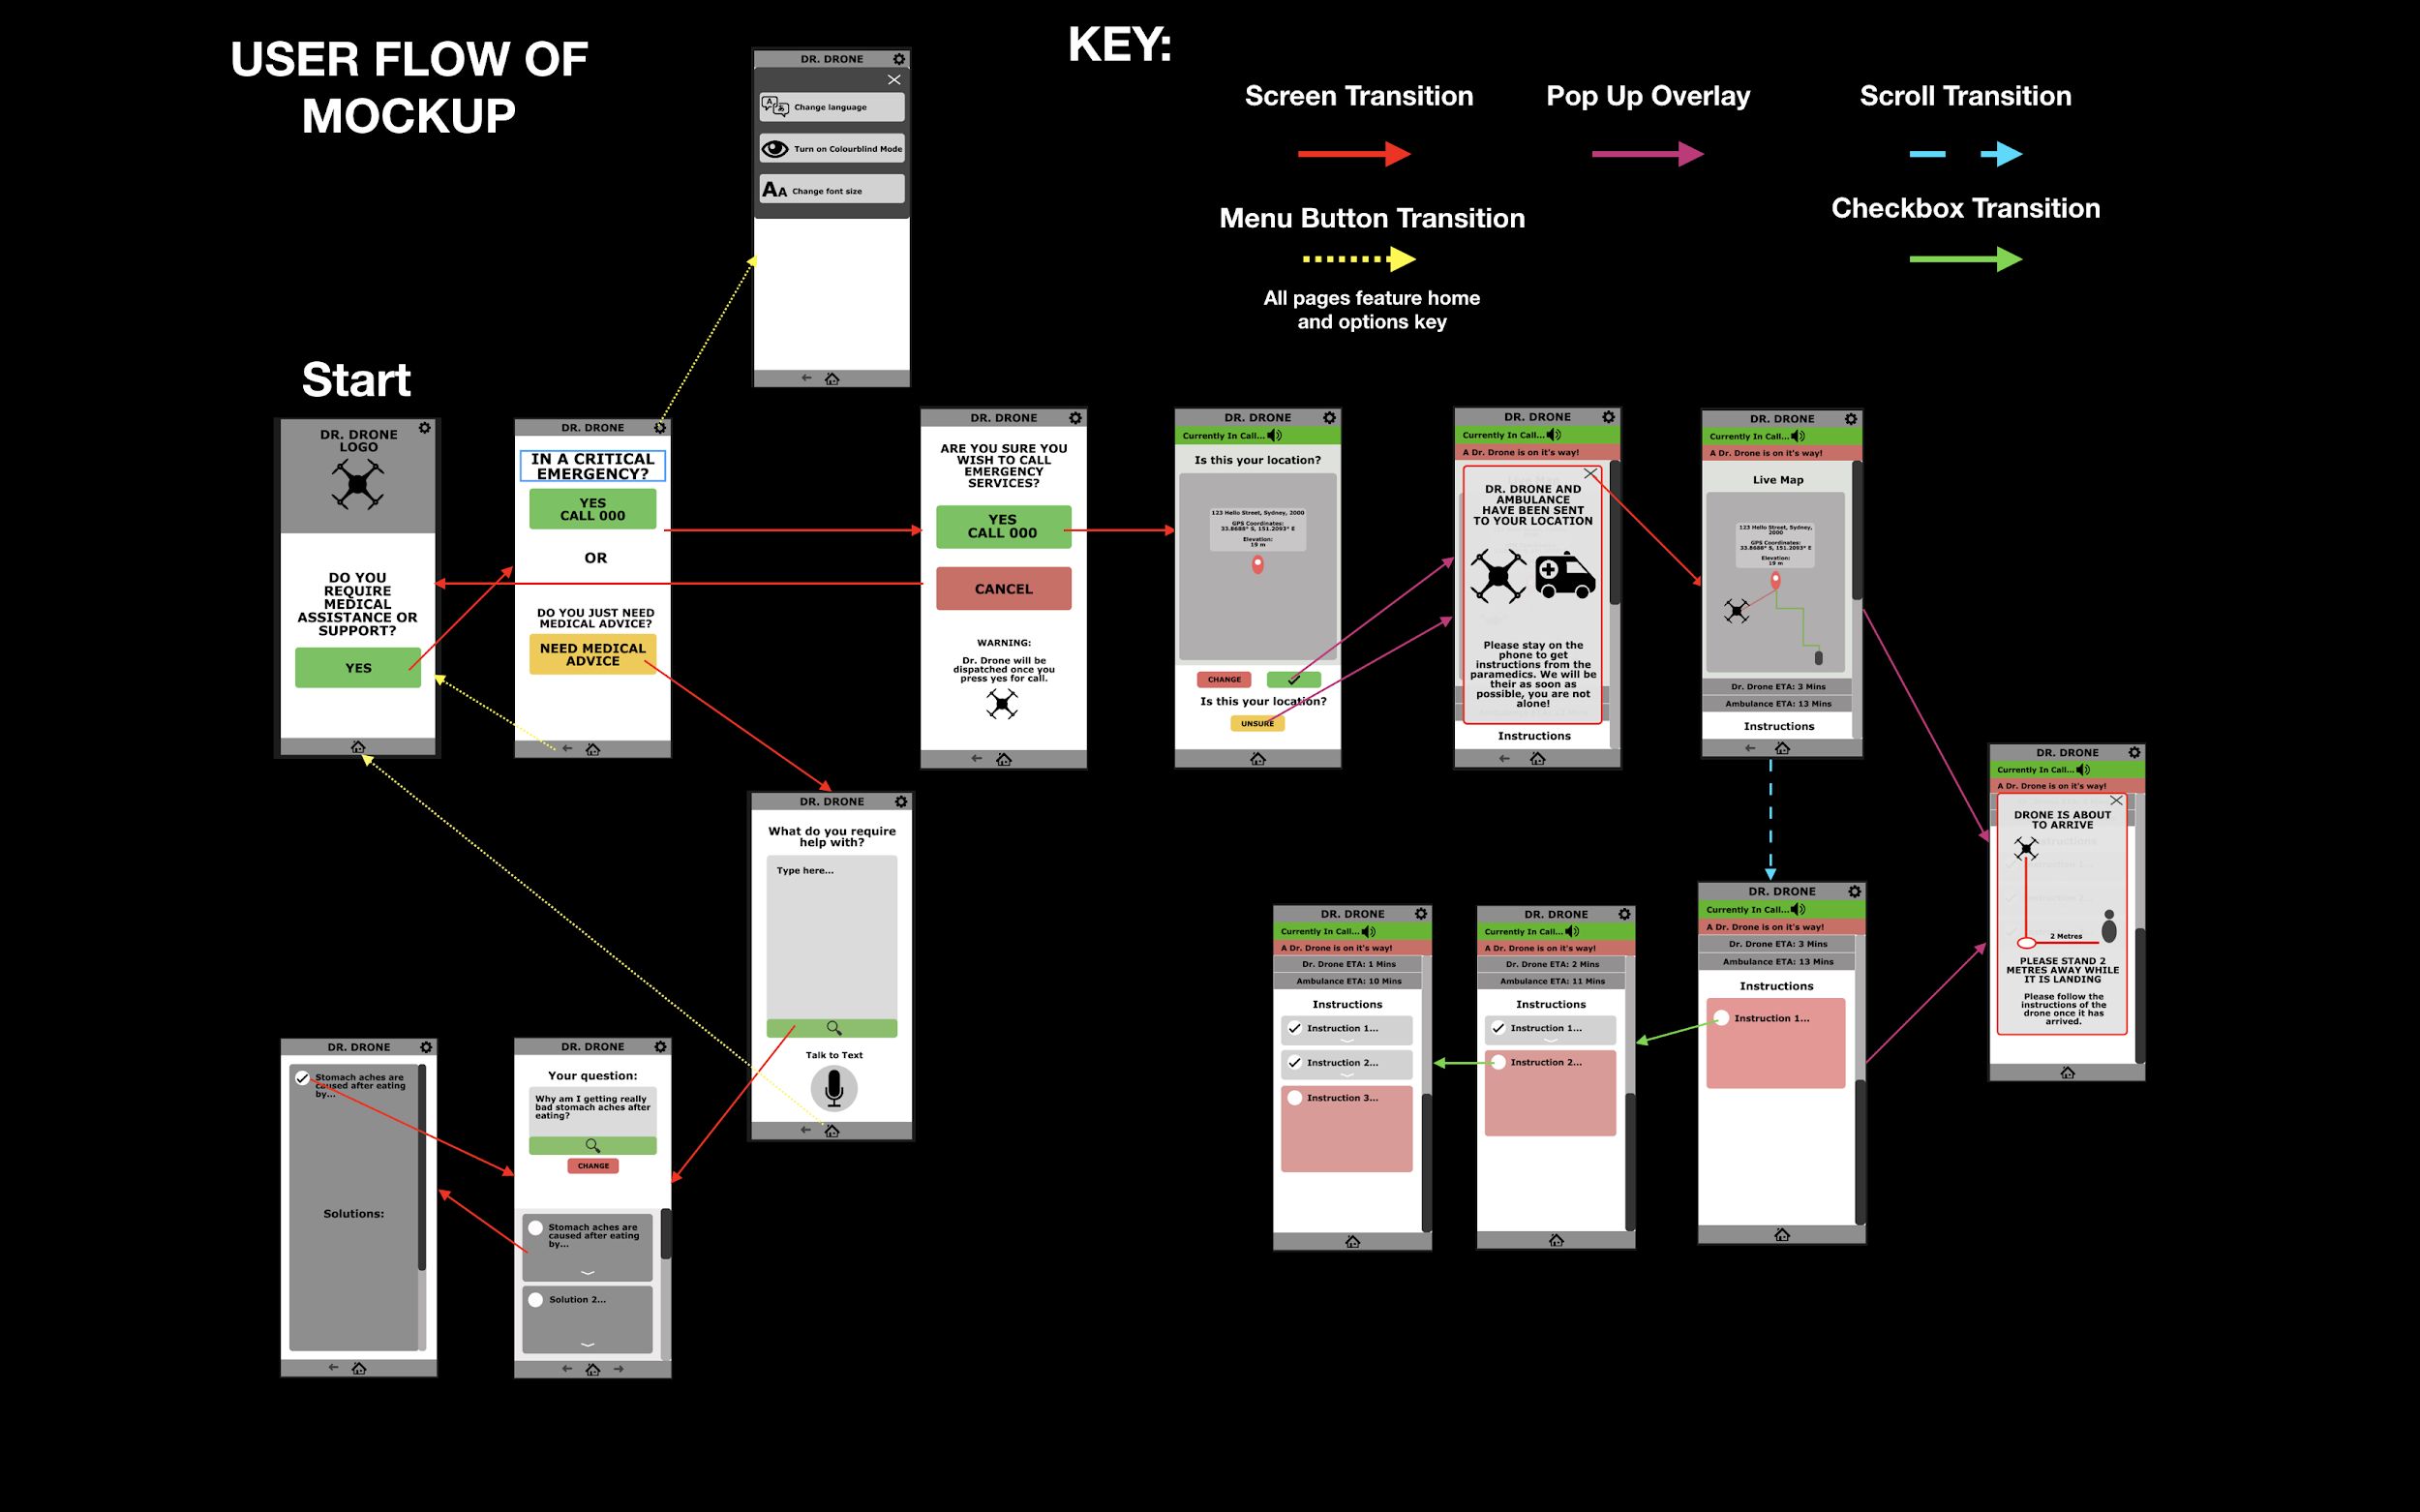 USER FLOW OF
MOCKUP
KEY:
Screen Transition
Pop Up Overlay
Scroll Transition
Menu Button Transition
Checkbox Transition
All pages feature home
and options key
DR. DRONE
Change language
Turn on Colourblind Mode
AA Change font size
Start
DR. DRONE
LOGO
DO YOU
REQUIRE
MEDICAL
ASSISTANCE OR
SUPPORT?
YES
DR. DRONE
IN A CRITICAL
EMERGENCY?
YES
CALL 000
OR
DO YOU JUST NEED
MEDICAL ADVICE?
NEED MEDICAL
ADVICE
DR. DRONE
ARE YOU SURE YOU
WISH TO CALL
EMERGENCY
SERVICES?
YES
CALL 000
CANCEL
WARNING:
Dr. Drone will be
dispatched once you
press yes for call.
DR. DRONE
Currently In Call...
Is this your location?
123 Hello Street, Sydney, 2000
GPS Coordinates:
33.8688° S, 151.2093° E
Elevation:
19 m
CHANGE
Is this your location?
UNSURE
DR. DRONE
Currently In Call...
A Dr. Drone is on it's way!
DR. DRONE AND
AMBULANCE
HAVE BEEN SENT
TO YOUR LOCATION
Please stay on the
phone to get
instructions from the
paramedics. We will be
their as soon as
possible, you are not
alone!
Instructions
DR. DRONE
Currently In Call...
A Dr. Drone is on it's way!
Live Map
123 Hello Street, Sydney,
2000
GPS Coordinates:
33.8688° S, 151.2093° E
Elevation:
19 m
Dr. Drone ETA: 3 Mins
Ambulance ETA: 13 Mins
Instructions
DR. DRONE
Currently In Call...
A Dr. Drone is on it's way!
DRONE IS ABOUT
TO ARRIVE
2 Metres
PLEASE STAND 2
METRES AWAY WHILE
IT IS LANDING
Please follow the
instructions of the
drone once it has
arrived.
DR. DRONE
What do you require
help with?
Type here...
Talk to Text
DR. DRONE
Currently In Call...
A Dr. Drone is on it's way!
Dr. Drone ETA: 1 Mins
Ambulance ETA: 10 Mins
Instructions
Instruction 1...
Instruction 2...
Instruction 3...
DR. DRONE
Currently In Call...
A Dr. Drone is on it's way!
Dr. Drone ETA: 2 Mins
Ambulance ETA: 11 Mins
Instructions
Instruction 1...
Instruction 2...
DR. DRONE
Currently In Call...
A Dr. Drone is on it's way!
Dr. Drone ETA: 3 Mins
Ambulance ETA: 13 Mins
Instructions
Instruction 1...
DR. DRONE
Stomach aches are
caused after eating
by...
Solutions:
DR. DRONE
Your question:
Why am I getting really
bad stomach aches after
eating?
CHANGE
Stomach aches are
caused after eating
by...
Solution 2...